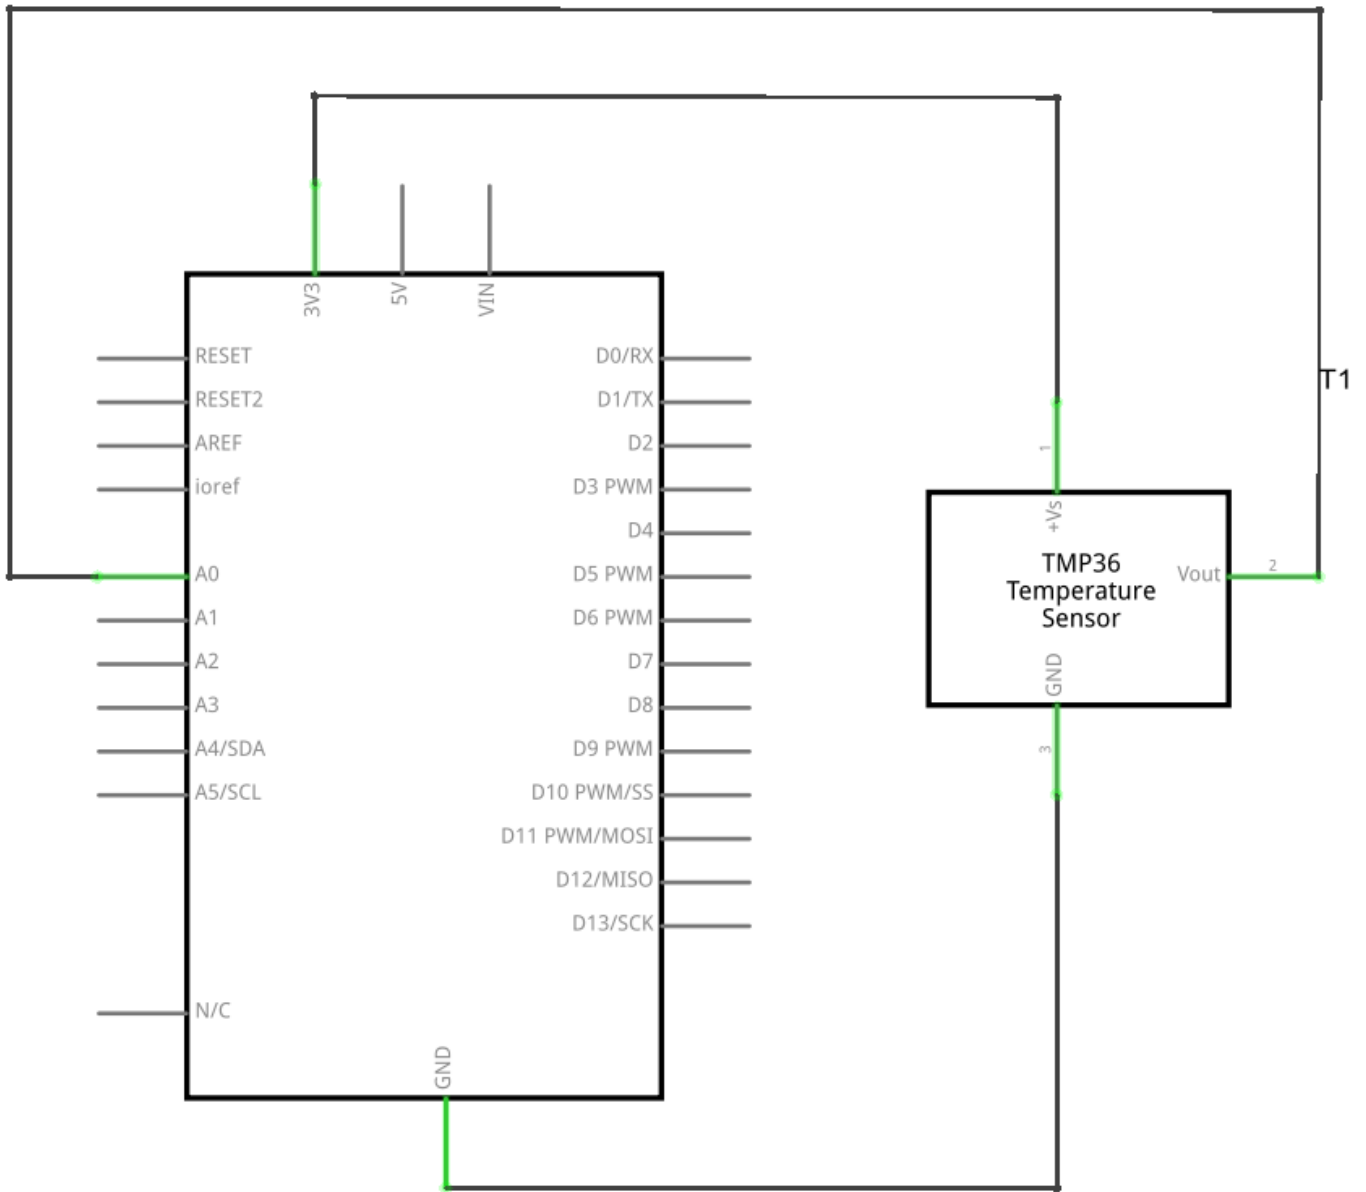 3V3
5V
VIN
RESET
RESET2
AREF
ioref
A0
A1
A2
A3
A4/SDA
A5/SCL
N/C
GND
D0/RX
D1/TX
D2
D3 PWM
D4
D5 PWM
D6 PWM
D7
D8
D9 PWM
D10 PWM/SS
D11 PWM/MOSI
D12/MISO
D13/SCK
T1
1
+Vs
TMP36
Temperature
Sensor
Vout
2
GND
3